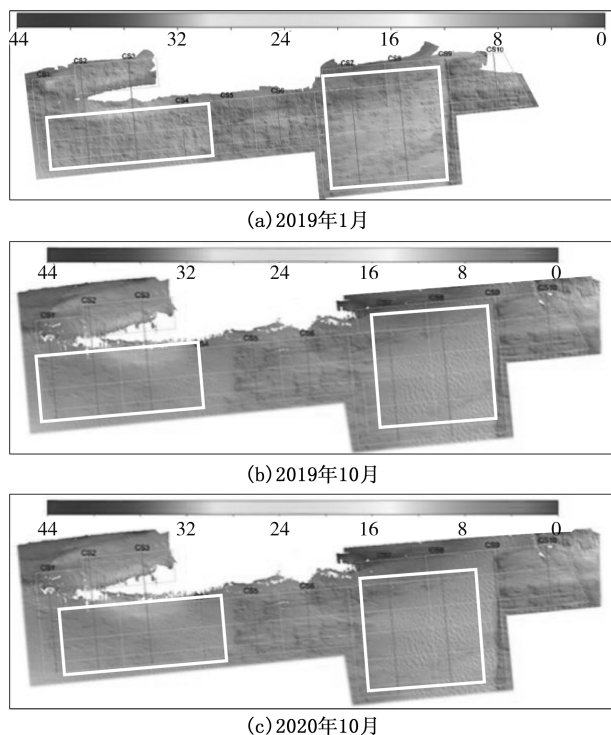 44 32 24 16 8 0
CS1 CS2 CS3 CS4 CS5 CS6 CS7 CS8 CS9 CS10
(a)2019年1月
44 32 24 16 8 0
CS1 CS2 CS3 CS5 CS6 CS8 CS9 CS10
(b)2019年10月
44 32 24 16 8 0
CS1 CS2 CS3 CS5 CS6 CS8 CS9 CS10
(c)2020年10月